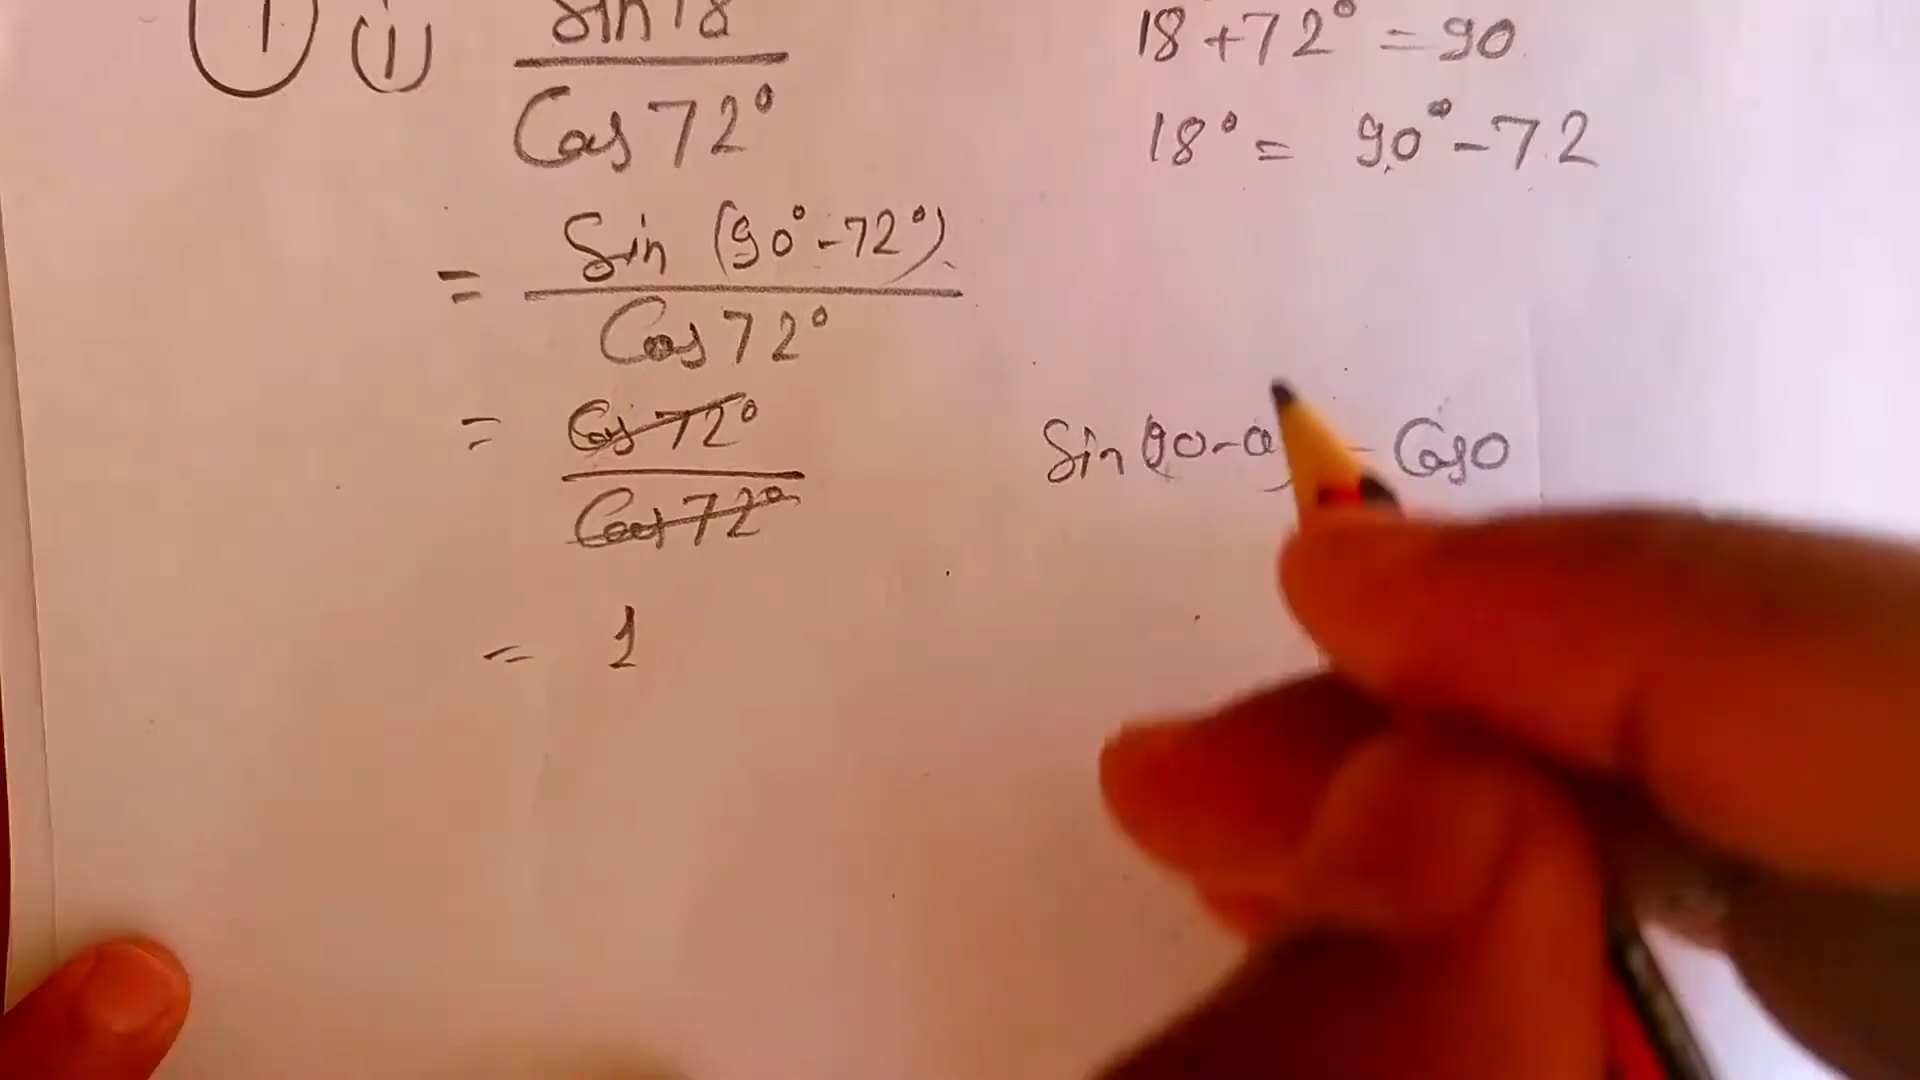 1 (i) Sin 18
Cos 72°
= Sin (90°-72°)
Cos 72°
= Cos 72°
Cos 72°
= 1
18+72° = 90
18° = 90°-72
Sin (90-θ) = Cosθ